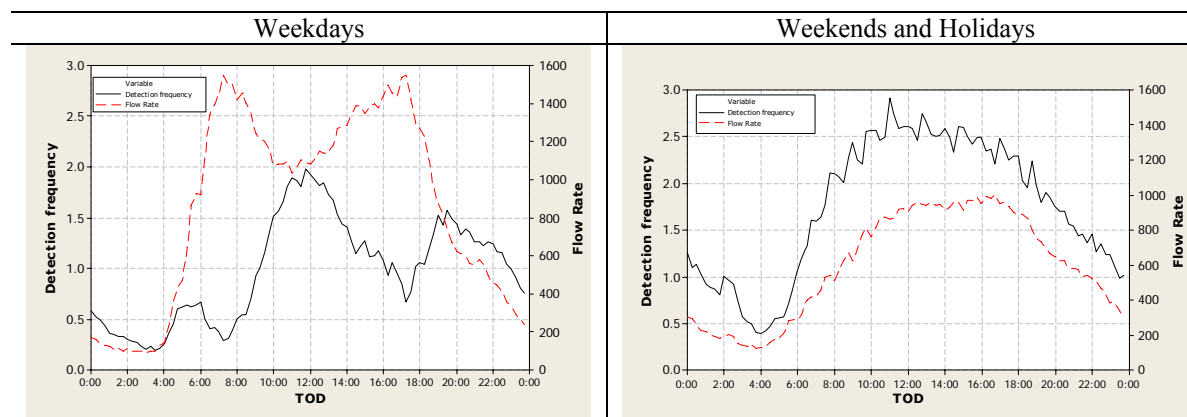 Weekdays
Weekends and Holidays
3.0
2.5
2.0
1.5
1.0
0.5
0.0
Detection frequency
Variable
Detection frequency
Flow Rate
1600
1400
1200
1000
800
600
400
200
0
Flow Rate
0:00 2:00 4:00 6:00 8:00 10:00 12:00 14:00 16:00 18:00 20:00 22:00 0:00
TOD
3.0
2.5
2.0
1.5
1.0
0.5
0.0
Detection frequency
Variable
Detection frequency
Flow Rate
1600
1400
1200
1000
800
600
400
200
0
Flow Rate
0:00 2:00 4:00 6:00 8:00 10:00 12:00 14:00 16:00 18:00 20:00 22:00 0:00
TOD